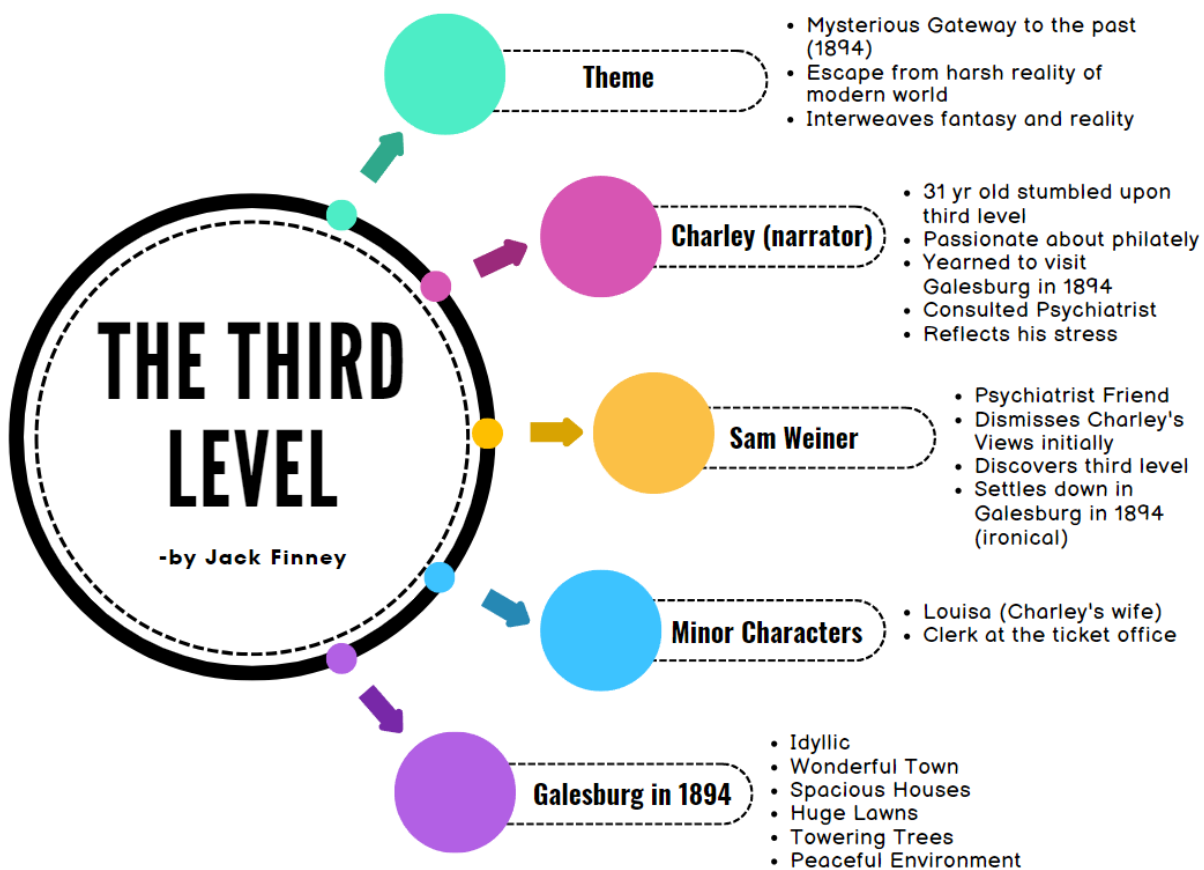 THE THIRD
LEVEL
-by Jack Finney
Theme
• Mysterious Gateway to the past
(1894)
• Escape from harsh reality of
modern world
• Interweaves fantasy and reality
Charley (narrator)
• 31 yr old stumbled upon
third level
• Passionate about philately
• Yearned to visit
Galesburg in 1894
• Consulted Psychiatrist
• Reflects his stress
Sam Weiner
• Psychiatrist Friend
• Dismisses Charley's
Views initially
• Discovers third level
• Settles down in
Galesburg in 1894
(ironical)
Minor Characters
• Louisa (Charley's wife)
• Clerk at the ticket office
Galesburg in 1894
• Idyllic
• Wonderful Town
• Spacious Houses
• Huge Lawns
• Towering Trees
• Peaceful Environment